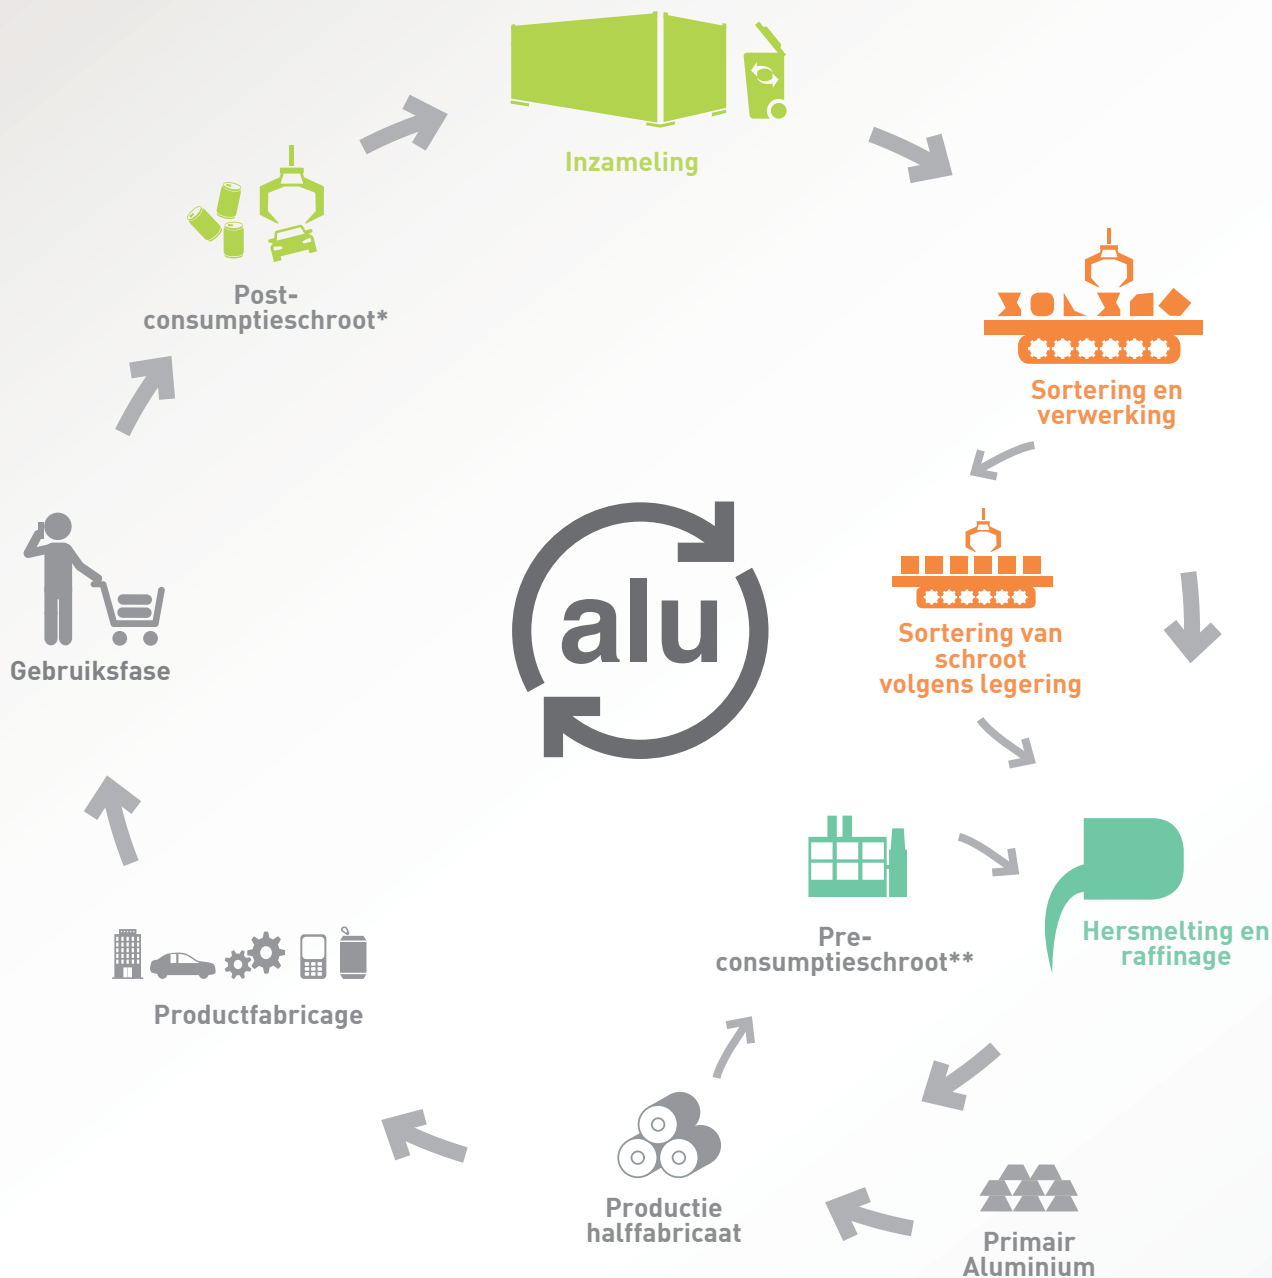 Inzameling
Post-
consumptieschroot*
Sortering en
verwerking
alu
Sortering van
schroot
volgens legering
Gebruiksfase
Pre-
consumptieschroot**
Hersmelting en
raffinage
Productfabricage
Productie
halffabricaat
Primair
Aluminium